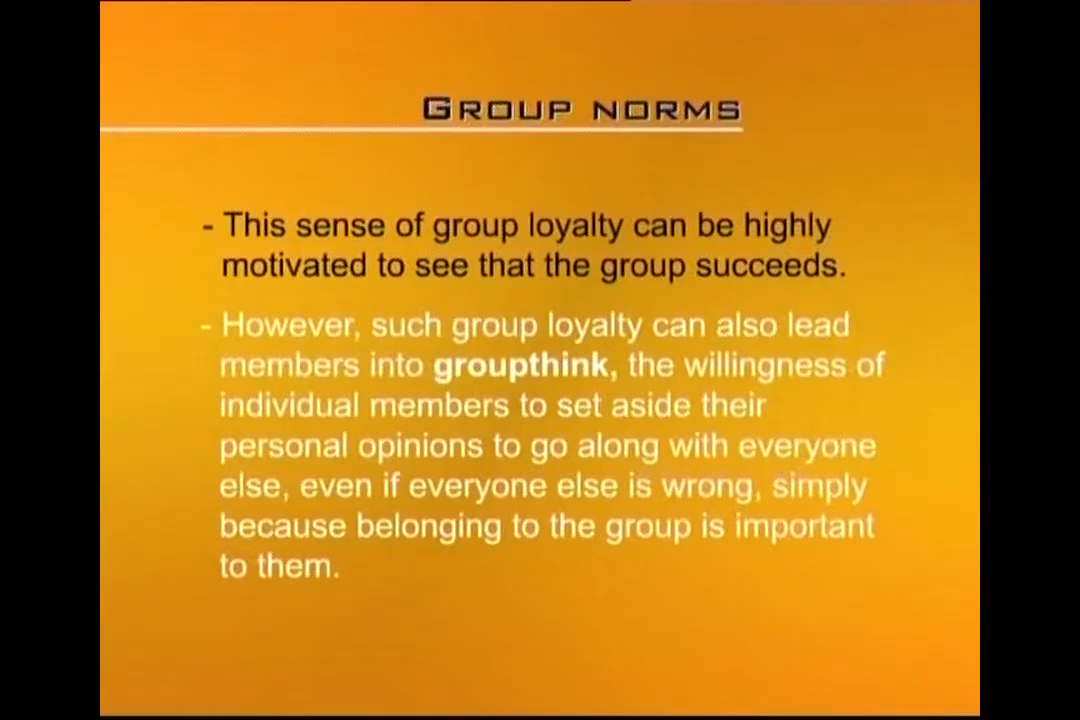 GROUP NORMS
- This sense of group loyalty can be highly
motivated to see that the group succeeds.
- However, such group loyalty can also lead
members into groupthink, the willingness of
individual members to set aside their
personal opinions to go along with everyone
else, even if everyone else is wrong, simply
because belonging to the group is important
to them.